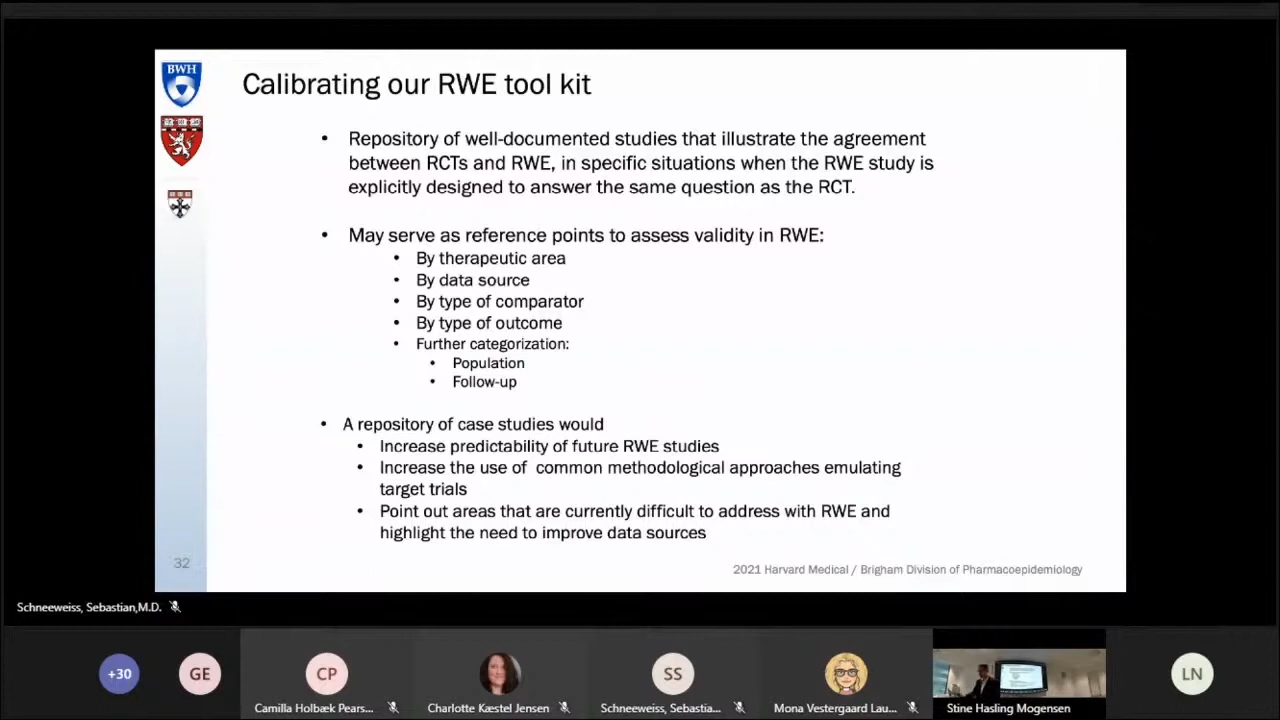 BWH
Calibrating our RWE tool kit
• Repository of well-documented studies that illustrate the agreement
between RCTs and RWE, in specific situations when the RWE study is
explicitly designed to answer the same question as the RCT.
• May serve as reference points to assess validity in RWE:
• By therapeutic area
• By data source
• By type of comparator
• By type of outcome
• Further categorization:
• Population
• Follow-up
• A repository of case studies would
• Increase predictability of future RWE studies
• Increase the use of common methodological approaches emulating
target trials
• Point out areas that are currently difficult to address with RWE and
highlight the need to improve data sources
32
2021 Harvard Medical / Brigham Division of Pharmacoepidemiology
Schneeweiss, Sebastian,M.D.
+30
GE
CP
SS
LN
Camilla Holbæk Pears...
Charlotte Kæstel Jensen
Schneeweiss, Sebastia...
Mona Vestergaard Lau...
Stine Hasling Mogensen